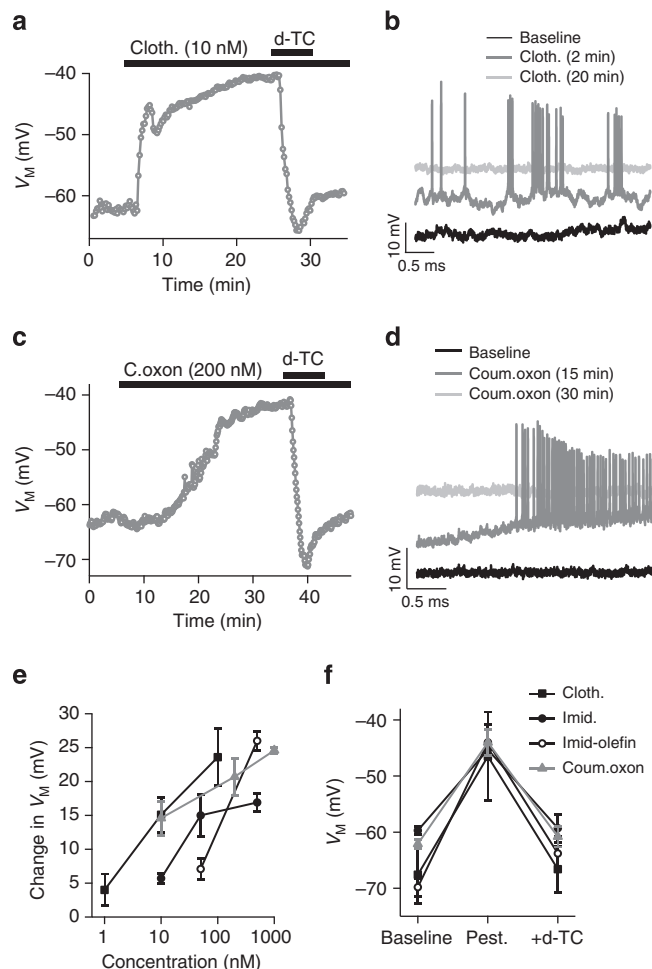 a
Cloth. (10 nM)
d-TC
−40
−50
−60
V_M (mV)
0 10 20 30
Time (min)
b
Baseline
Cloth. (2 min)
Cloth. (20 min)
10 mV
0.5 ms
c
C.oxon (200 nM)
d-TC
−40
−50
−60
−70
V_M (mV)
0 10 20 30 40
Time (min)
d
Baseline
Coum.oxon (15 min)
Coum.oxon (30 min)
10 mV
0.5 ms
e
30
25
20
15
10
5
0
Change in V_M (mV)
1 10 100 1000
Concentration (nM)
f
Cloth.
Imid.
Imid-olefin
Coum.oxon
−40
−50
−60
−70
V_M (mV)
Baseline Pest. +d-TC